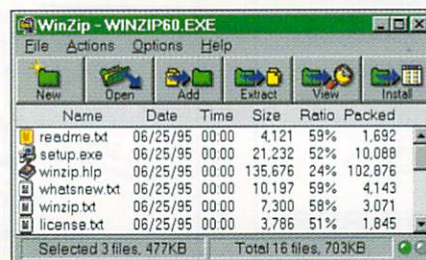 WinZip - WINZIP60.EXE
File Actions Options Help
New Open Add Extract View Install
Name Date Time Size Ratio Packed
readme.txt 06/25/95 00:00 4,121 59% 1,692
setup.exe 06/25/95 00:00 21,232 52% 10,088
winzip.hlp 06/25/95 00:00 135,676 24% 102,876
whatsnew.txt 06/25/95 00:00 10,197 59% 4,143
winzip.txt 06/25/95 00:00 7,300 58% 3,071
license.txt 06/25/95 00:00 3,786 51% 1,845
Selected 3 files, 477KB Total 16 files, 703KB